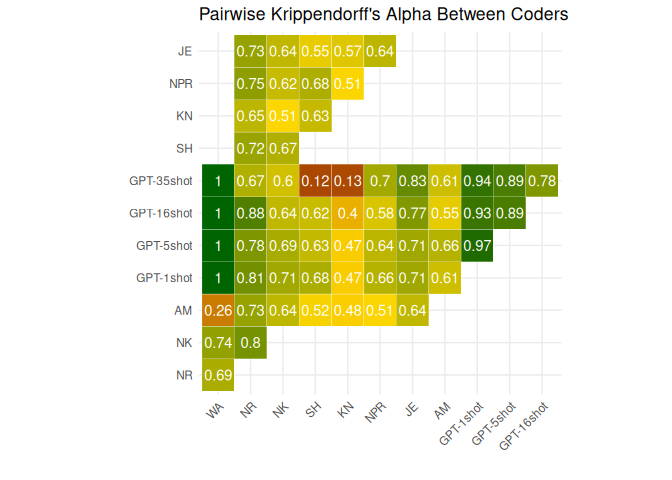 Pairwise Krippendorff's Alpha Between Coders
JE 0.73 0.64 0.55 0.57 0.64
NPR 0.75 0.62 0.68 0.51
KN 0.65 0.51 0.63
SH 0.72 0.67
GPT-35shot 1 0.67 0.6 0.12 0.13 0.7 0.83 0.61 0.94 0.89 0.78
GPT-16shot 1 0.88 0.64 0.62 0.4 0.58 0.77 0.55 0.93 0.89
GPT-5shot 1 0.78 0.69 0.63 0.47 0.64 0.71 0.66 0.97
GPT-1shot 1 0.81 0.71 0.68 0.47 0.66 0.71 0.61
AM 0.26 0.73 0.64 0.52 0.48 0.51 0.64
NK 0.74 0.8
NR 0.69
WA NR NK SH KN NPR JE AM GPT-1shot GPT-5shot GPT-16shot